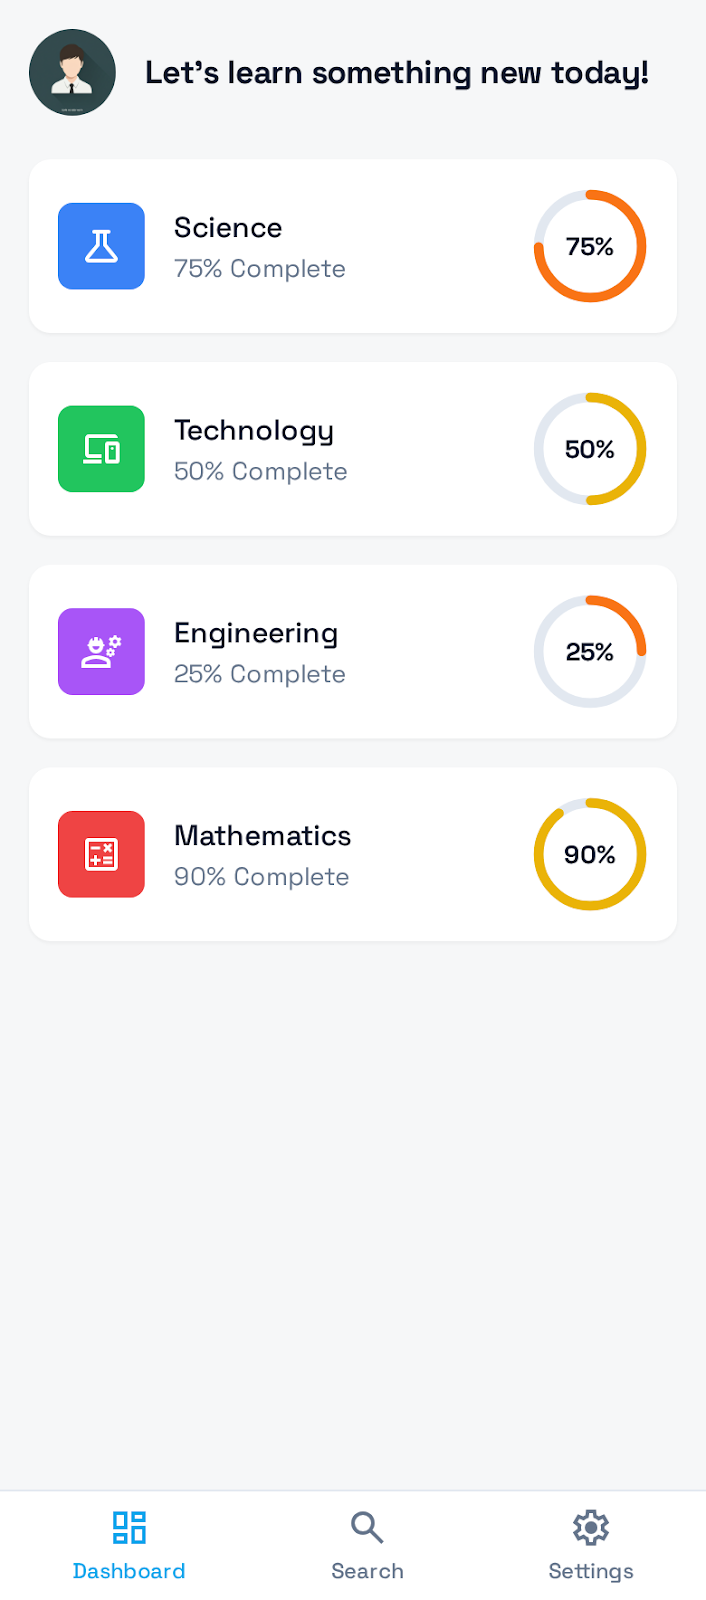 Let's learn something new today!
Science
75% Complete
75%
Technology
50% Complete
50%
Engineering
25% Complete
25%
Mathematics
90% Complete
90%
Dashboard
Search
Settings